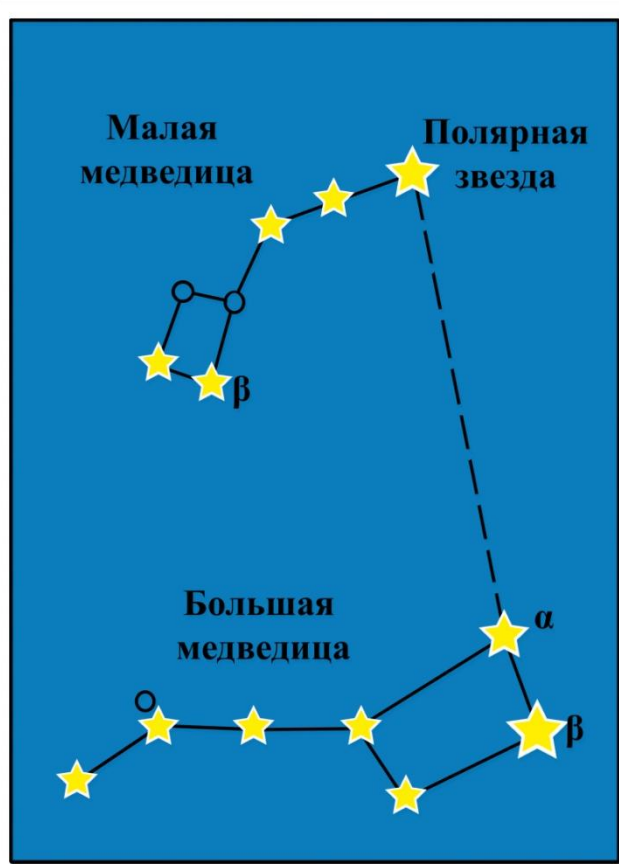 Малая
медведица
Полярная
звезда
β
Большая
медведица
α
β